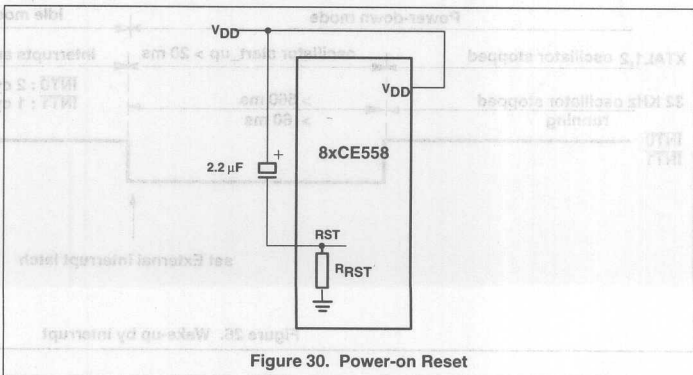 VDD
VDD
8xCE558
2.2 μF
+
RST
RRST
Figure 30. Power-on Reset
Power-down mode
Idle mod
XTAL1,2 oscillator stopped
oscillator start_up > 20 ms
Interrupts a
32 KHz oscillator stopped
running
> 560 ms
> 60 ms
INT0 : 2 c
INT1 : 1 c
INT0
INT1
set External Interrupt latch
Figure 26. Wake-up by interrupt